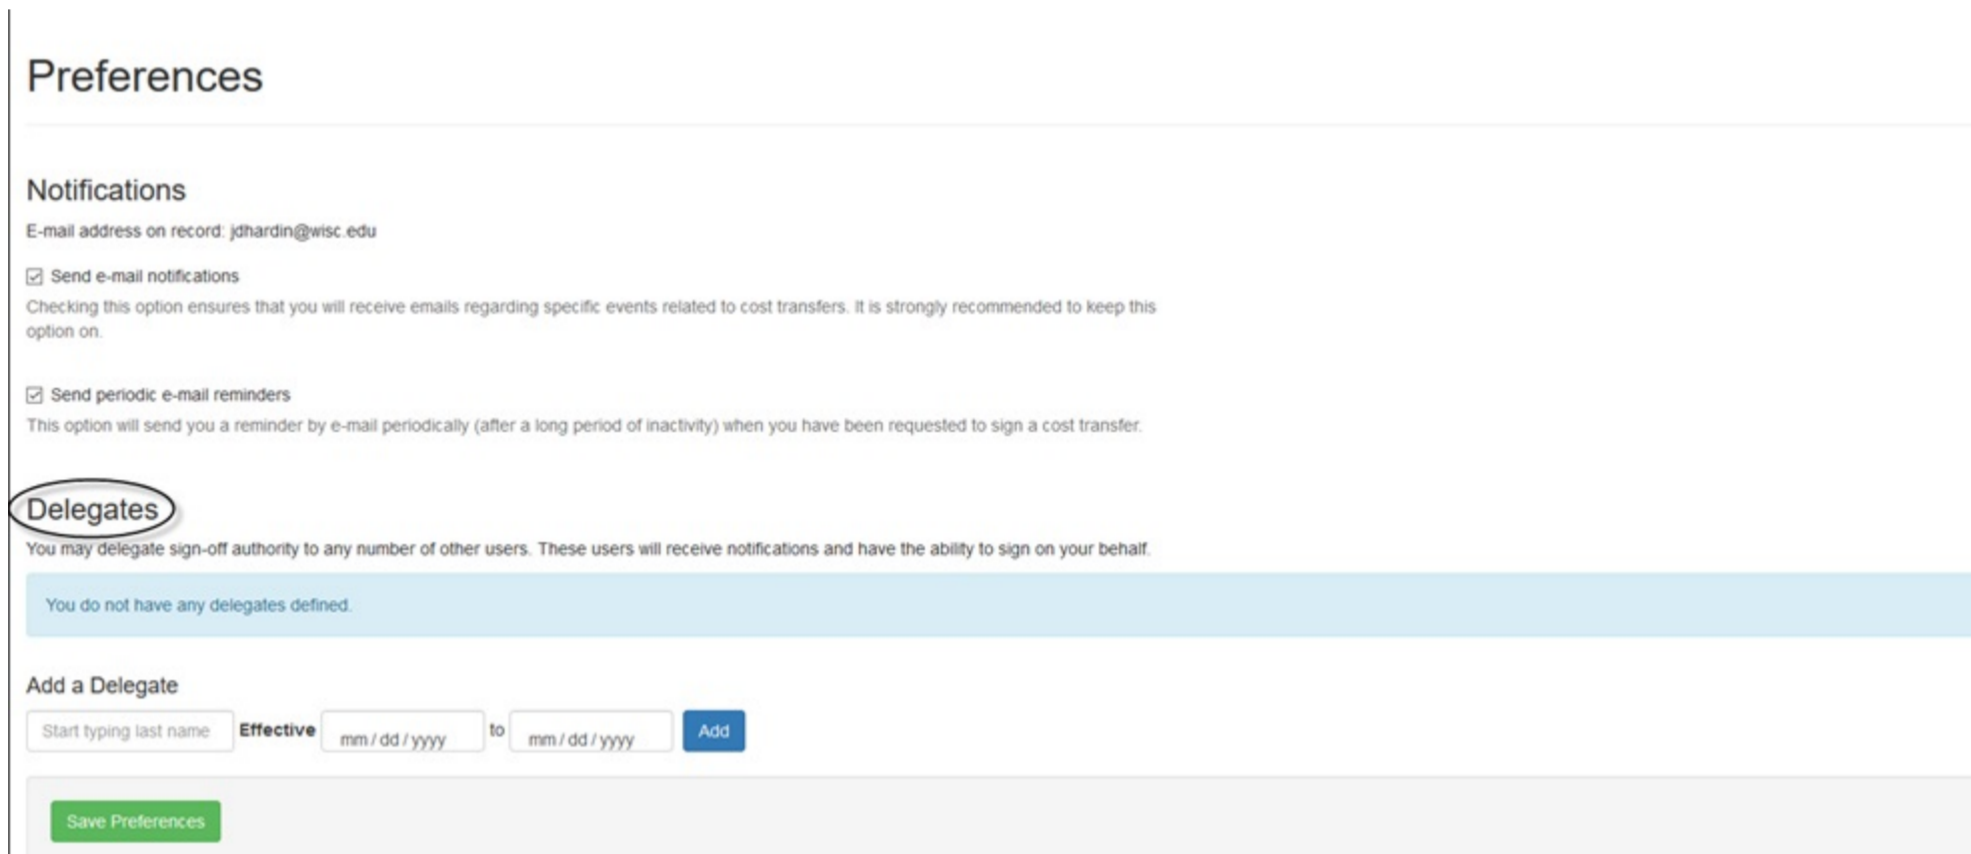 Preferences
Notifications
E-mail address on record: jdhardin@wisc.edu
Send e-mail notifications
Checking this option ensures that you will receive emails regarding specific events related to cost transfers. It is strongly recommended to keep this
option on.
Send periodic e-mail reminders
This option will send you a reminder by e-mail periodically (after a long period of inactivity) when you have been requested to sign a cost transfer.
Delegates
You may delegate sign-off authority to any number of other users. These users will receive notifications and have the ability to sign on your behalf.
You do not have any delegates defined.
Add a Delegate
Start typing last name Effective mm / dd / yyyy to mm / dd / yyyy Add
Save Preferences